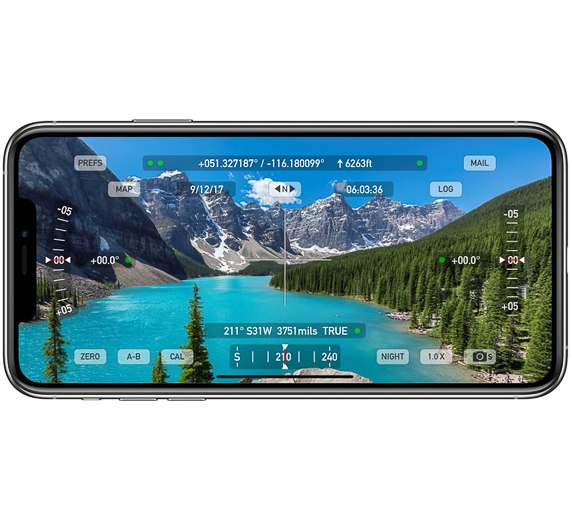 PREFS
+051.327187° / -116.180099° ↑ 6263ft
MAIL
MAP
9/12/17
◀N▶
06:03:36
LOG
-05
-05
00
+00.0°
+00.0°
00
+05
+05
211° S31W 3751mils TRUE
ZERO
A-B
CAL
S
210
240
NIGHT
1.0 X
S